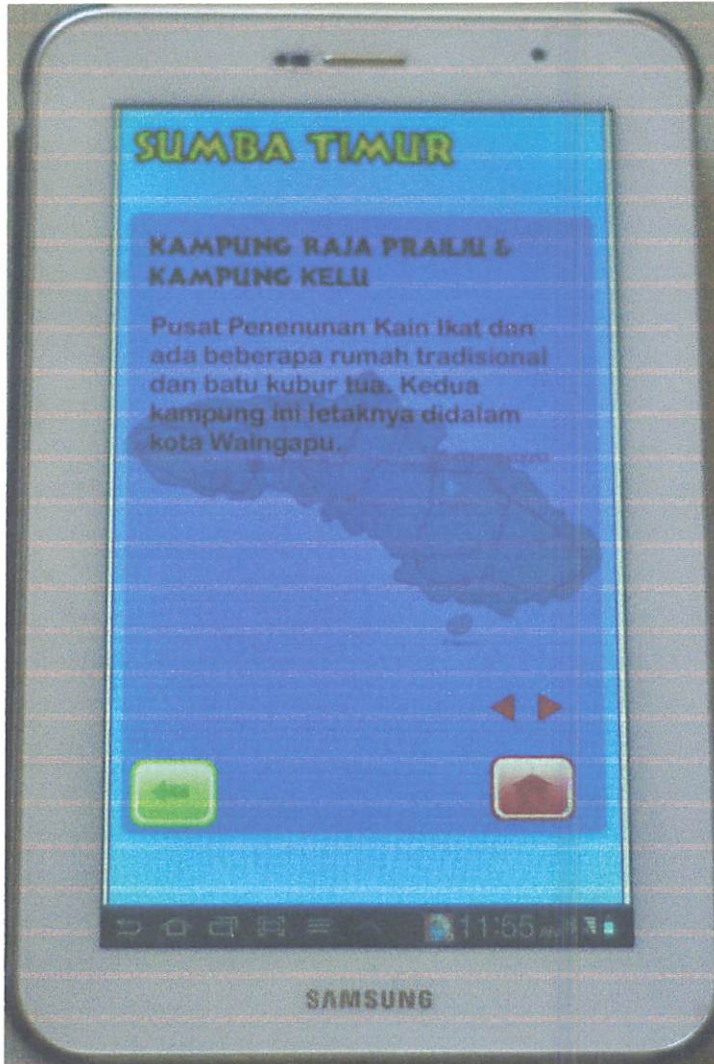 SUMBA TIMUR
KAMPUNG RAJA PRAILIU &
KAMPUNG KELU
Pusat Penenunan Kain Ikat dan
ada beberapa rumah tradisional
dan batu kubur tua. Kedua
kampung ini letaknya didalam
kota Waingapu.
11:55
SAMSUNG